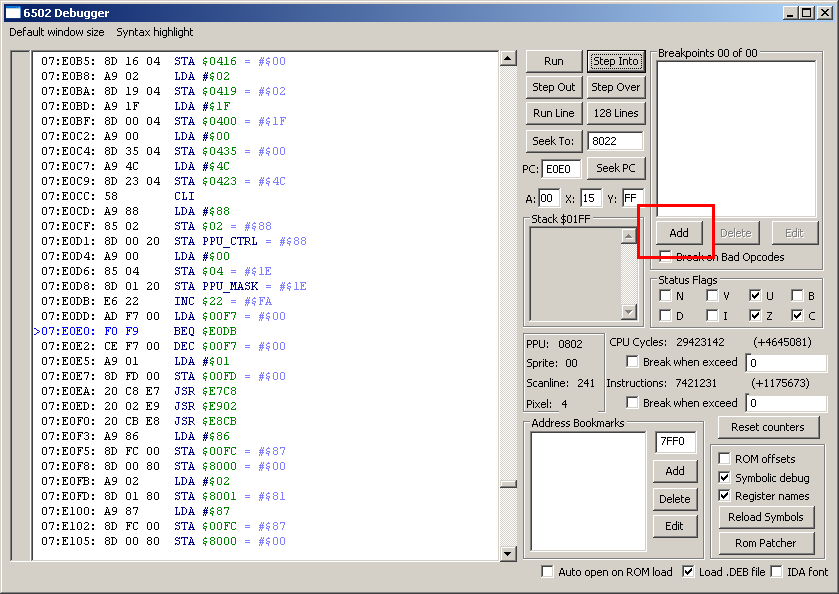 6502 Debugger
Default window size Syntax highlight
07:E0B5: 8D 16 04 STA $0416 = #$00
07:E0B8: A9 02 LDA #$02
07:E0BA: 8D 19 04 STA $0419 = #$02
07:E0BD: A9 1F LDA #$1F
07:E0BF: 8D 00 04 STA $0400 = #$1F
07:E0C2: A9 00 LDA #$00
07:E0C4: 8D 35 04 STA $0435 = #$00
07:E0C7: A9 4C LDA #$4C
07:E0C9: 8D 23 04 STA $0423 = #$4C
07:E0CC: 58 CLI
07:E0CD: A9 88 LDA #$88
07:E0CF: 85 02 STA $02 = #$88
07:E0D1: 8D 00 20 STA PPU_CTRL = #$88
07:E0D4: A9 00 LDA #$00
07:E0D6: 85 04 STA $04 = #$1E
07:E0D8: 8D 01 20 STA PPU_MASK = #$1E
07:E0DB: E6 22 INC $22 = #$FA
07:E0DD: AD F7 00 LDA $00F7 = #$00
>07:E0E0: F0 F9 BEQ $E0DB
07:E0E2: CE F7 00 DEC $00F7 = #$00
07:E0E5: A9 01 LDA #$01
07:E0E7: 8D FD 00 STA $00FD = #$00
07:E0EA: 20 C8 E7 JSR $E7C8
07:E0ED: 20 02 E9 JSR $E902
07:E0F0: 20 CB E8 JSR $E8CB
07:E0F3: A9 86 LDA #$86
07:E0F5: 8D FC 00 STA $00FC = #$87
07:E0F8: 8D 00 80 STA $8000 = #$00
07:E0FB: A9 02 LDA #$02
07:E0FD: 8D 01 80 STA $8001 = #$81
07:E100: A9 87 LDA #$87
07:E102: 8D FC 00 STA $00FC = #$87
07:E105: 8D 00 80 STA $8000 = #$00
Run Step Into
Step Out Step Over
Run Line 128 Lines
Seek To: 8022
PC: E0E0 Seek PC
A: 00 X: 15 Y: FF
Stack $01FF
Breakpoints 00 of 00
Add Delete Edit
Break on Bad Opcodes
Status Flags
N V U B
D I Z C
PPU: 0802
Sprite: 00
Scanline: 241
Pixel: 4
CPU Cycles: 29423142 (+4645081)
Break when exceed 0
Instructions: 7421231 (+1175673)
Break when exceed 0
Address Bookmarks
7FF0
Add
Delete
Edit
Reset counters
ROM offsets
Symbolic debug
Register names
Reload Symbols
Rom Patcher
Auto open on ROM load Load .DEB file IDA font